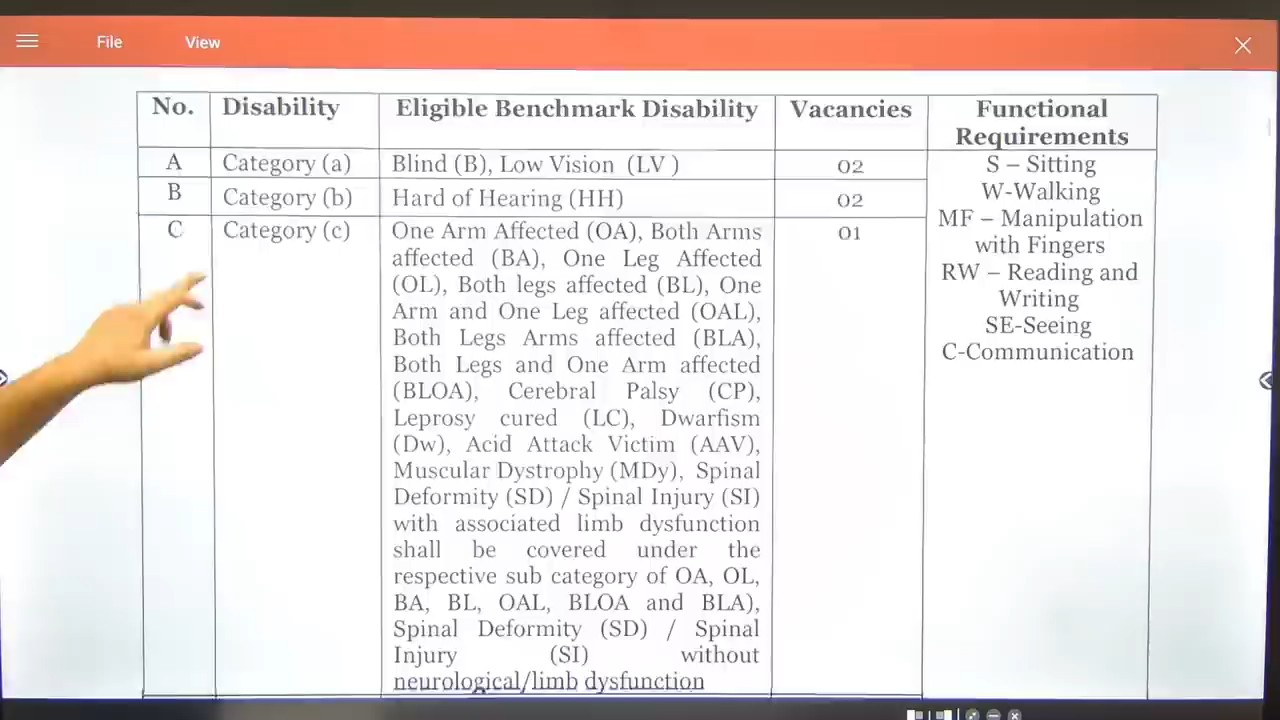 File View
No. Disability Eligible Benchmark Disability Vacancies Functional
Requirements
A Category (a) Blind (B), Low Vision (LV ) 02 S – Sitting
W-Walking
B Category (b) Hard of Hearing (HH) 02
MF – Manipulation
with Fingers
C Category (c) One Arm Affected (OA), Both Arms 01
affected (BA), One Leg Affected
(OL), Both legs affected (BL), One
Arm and One Leg affected (OAL),
Both Legs Arms affected (BLA),
Both Legs and One Arm affected
(BLOA), Cerebral Palsy (CP),
Leprosy cured (LC), Dwarfism
(Dw), Acid Attack Victim (AAV),
Muscular Dystrophy (MDy), Spinal
Deformity (SD) / Spinal Injury (SI)
with associated limb dysfunction
shall be covered under the
respective sub category of OA, OL,
BA, BL, OAL, BLOA and BLA),
Spinal Deformity (SD) / Spinal
Injury (SI) without
neurological/limb dysfunction
RW – Reading and
Writing
SE-Seeing
C-Communication